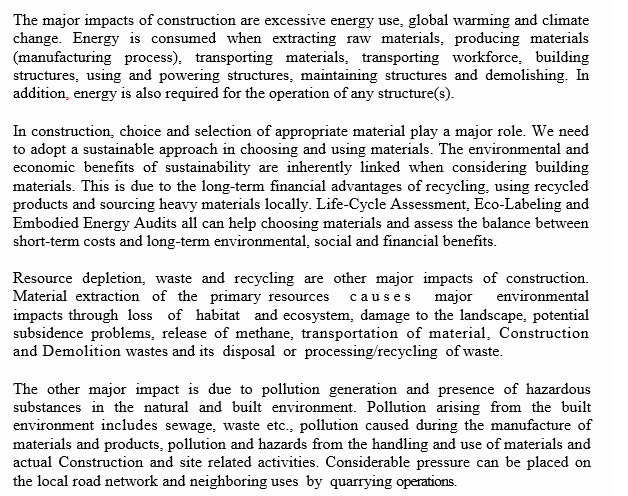 The major impacts of construction are excessive energy use, global warming and climate
change. Energy is consumed when extracting raw materials, producing materials
(manufacturing process), transporting materials, transporting workforce, building
structures, using and powering structures, maintaining structures and demolishing. In
addition, energy is also required for the operation of any structure(s).
In construction, choice and selection of appropriate material play a major role. We need
to adopt a sustainable approach in choosing and using materials. The environmental and
economic benefits of sustainability are inherently linked when considering building
materials. This is due to the long-term financial advantages of recycling, using recycled
products and sourcing heavy materials locally. Life-Cycle Assessment, Eco-Labeling and
Embodied Energy Audits all can help choosing materials and assess the balance between
short-term costs and long-term environmental, social and financial benefits.
Resource depletion, waste and recycling are other major impacts of construction.
Material extraction of the primary resources causes major environmental
impacts through loss of habitat and ecosystem, damage to the landscape, potential
subsidence problems, release of methane, transportation of material, Construction
and Demolition wastes and its disposal or processing/recycling of waste.
The other major impact is due to pollution generation and presence of hazardous
substances in the natural and built environment. Pollution arising from the built
environment includes sewage, waste etc., pollution caused during the manufacture of
materials and products, pollution and hazards from the handling and use of materials and
actual Construction and site related activities. Considerable pressure can be placed on
the local road network and neighboring uses by quarrying operations.